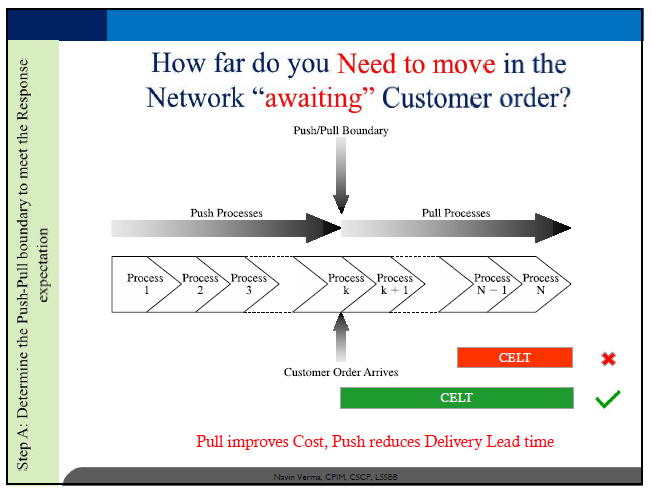 Step A: Determine the Push-Pull boundary to meet the Response
expectation
How far do you Need to move in the
Network “awaiting” Customer order?
Push/Pull Boundary
Push Processes
Pull Processes
Process 1
Process 2
Process 3
Process k
Process k + 1
Process N – 1
Process N
Customer Order Arrives
CELT
CELT
Pull improves Cost, Push reduces Delivery Lead time
Navin Verma, CPIM, CSCP, LSSBB